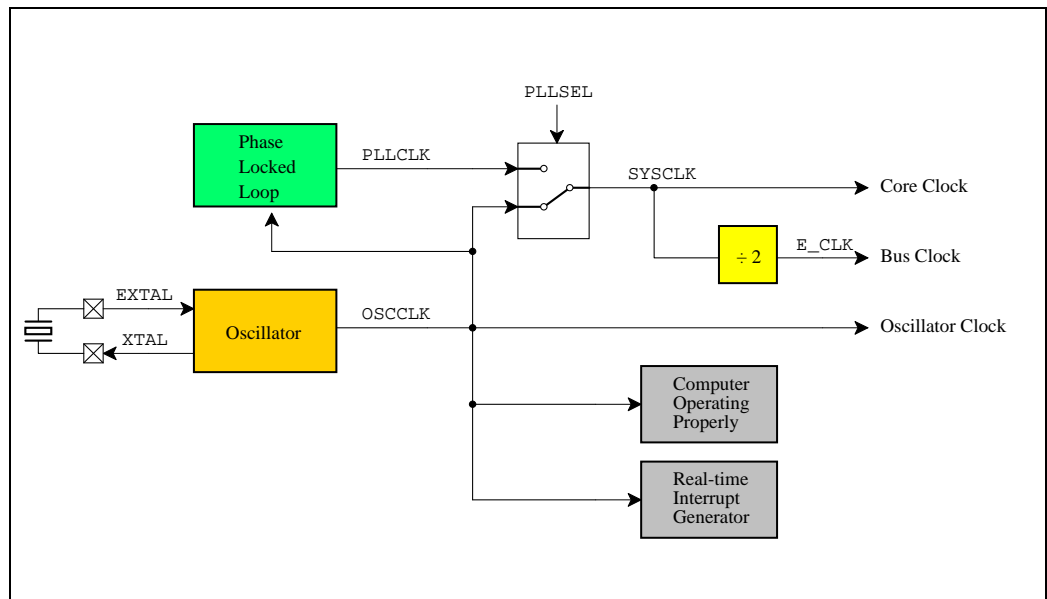 PLLSEL
Phase
Locked
Loop
PLLCLK
SYSCLK
Core Clock
÷ 2
E_CLK
Bus Clock
EXTAL
XTAL
Oscillator
OSCCLK
Oscillator Clock
Computer
Operating
Properly
Real-time
Interrupt
Generator